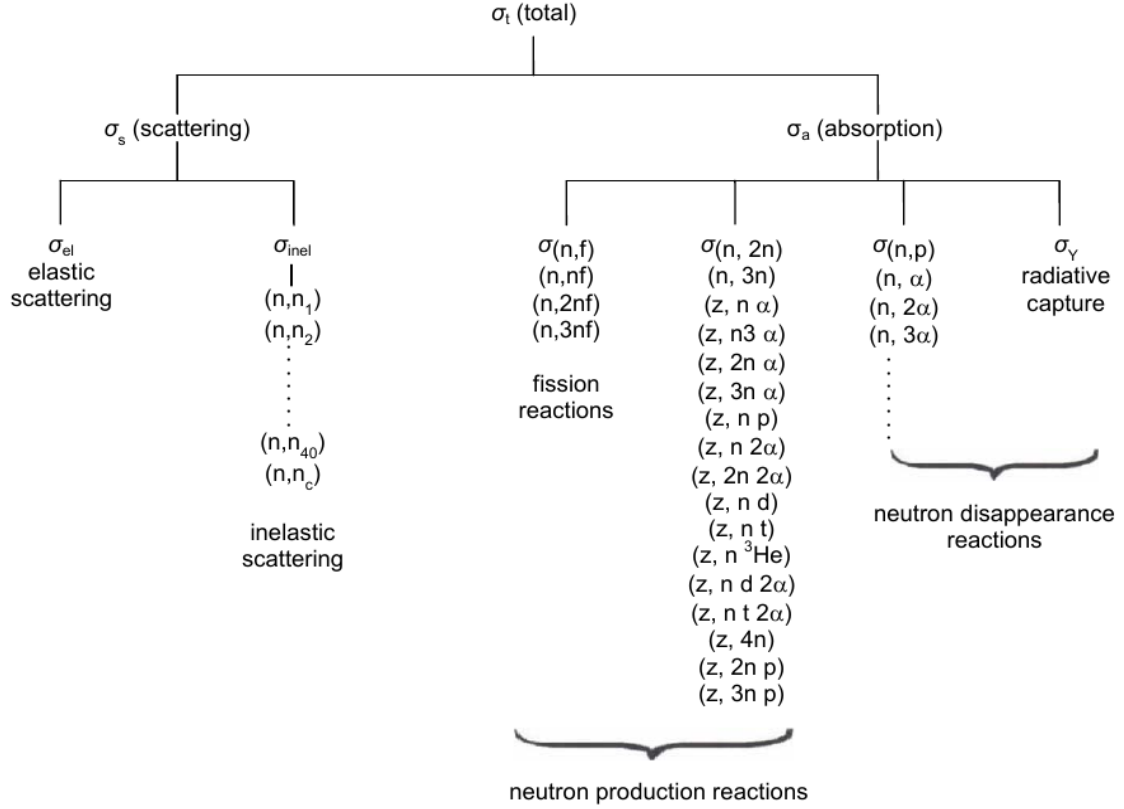 σt (total)
σs (scattering)
σa (absorption)
σel
elastic
scattering
σinel
(n,n1)
(n,n2)
(n,n40)
(n,nc)
inelastic
scattering
σ(n,f)
(n,nf)
(n,2nf)
(n,3nf)
fission
reactions
σ(n, 2n)
(n, 3n)
(z, n α)
(z, n3 α)
(z, 2n α)
(z, 3n α)
(z, n p)
(z, n 2α)
(z, 2n 2α)
(z, n d)
(z, n t)
(z, n ³He)
(z, n d 2α)
(z, n t 2α)
(z, 4n)
(z, 2n p)
(z, 3n p)
neutron production reactions
σ(n,p)
(n, α)
(n, 2α)
(n, 3α)
σγ
radiative
capture
neutron disappearance
reactions